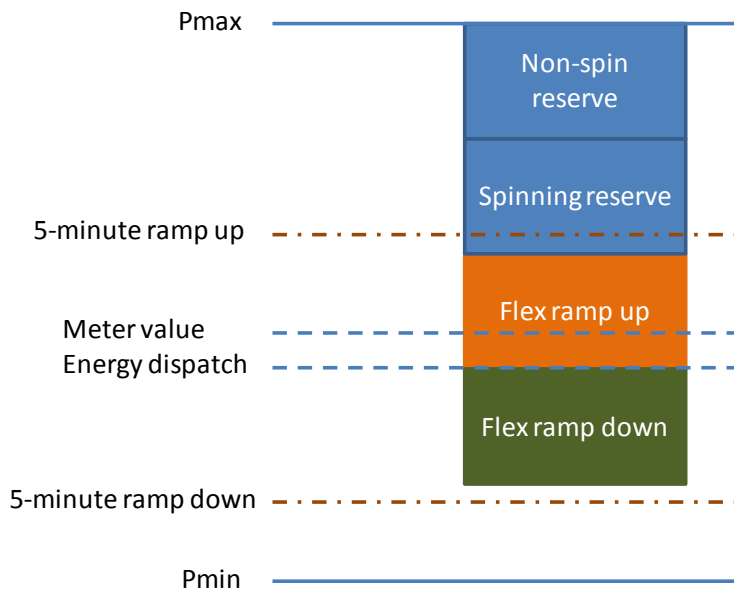 Pmax
Non-spin
reserve
Spinning reserve
5-minute ramp up
Flex ramp up
Meter value
Energy dispatch
Flex ramp down
5-minute ramp down
Pmin